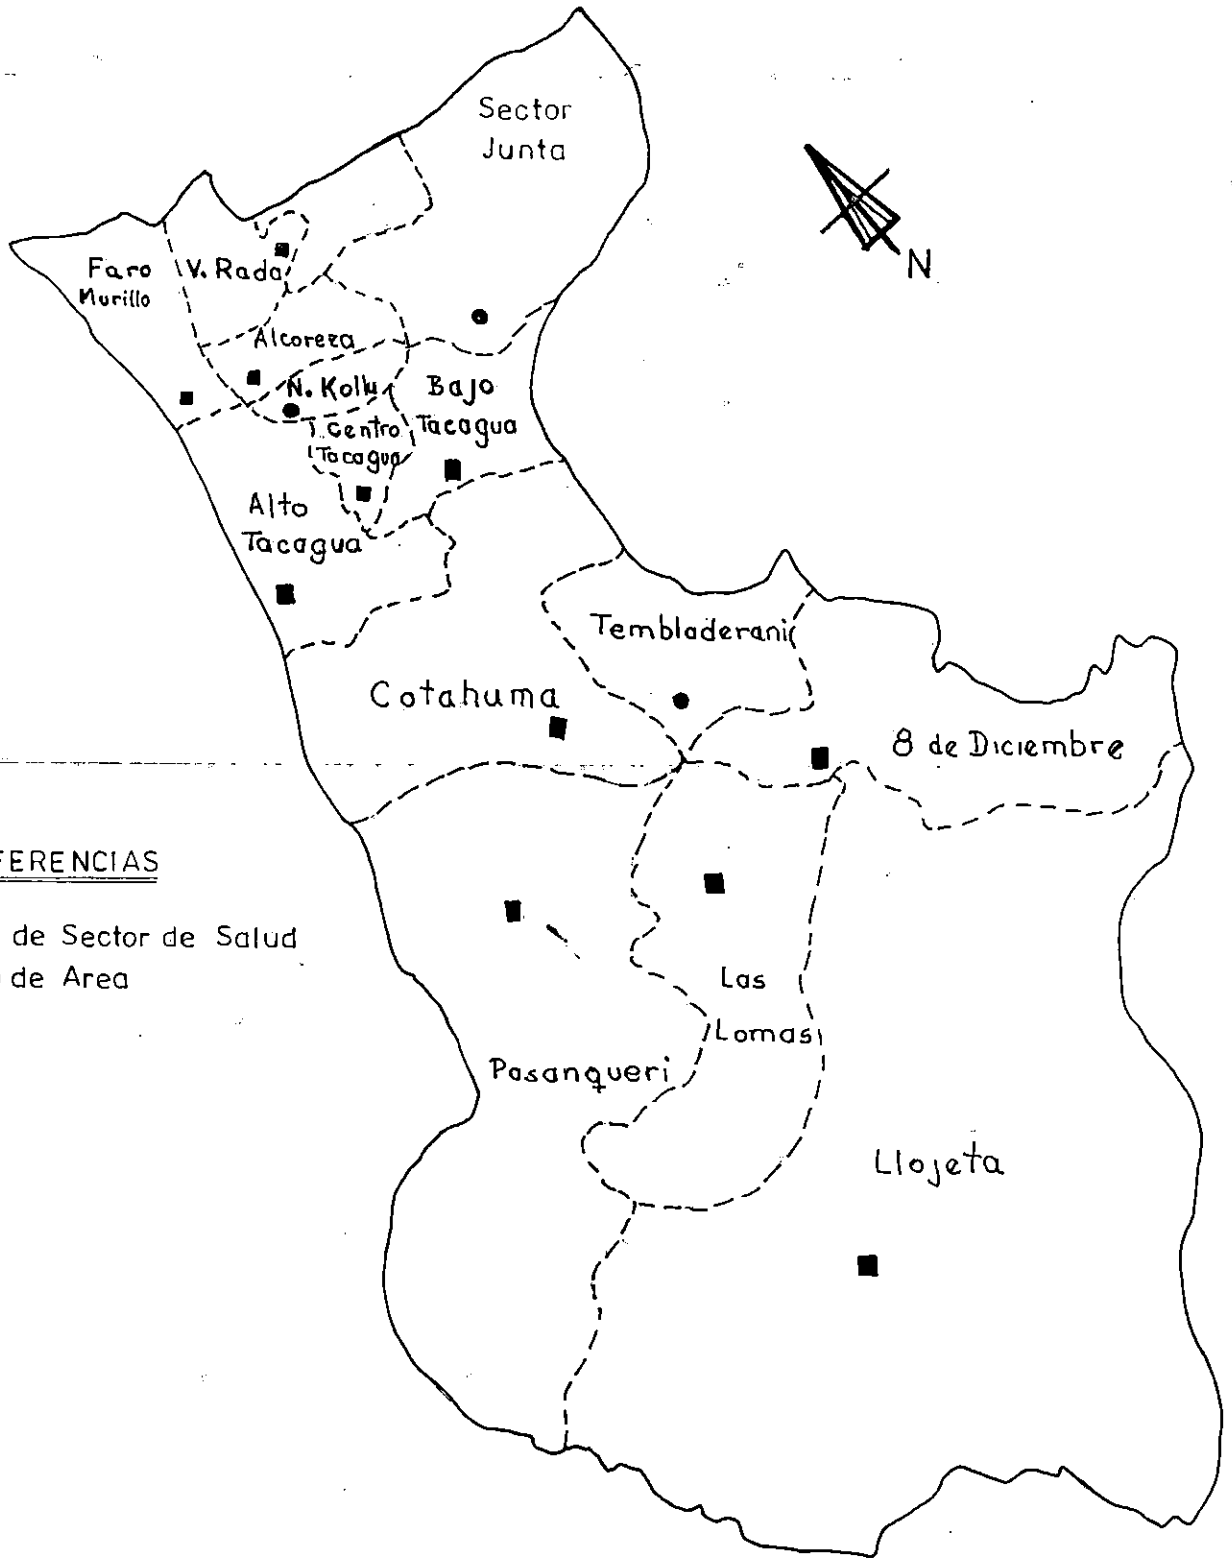 Sector
Junta
N
Faro
Murillo
V. Rada
Alcoreza
N. Kollu
Bajo
Tacagua
Centro
Tacagua
Alto
Tacagua
Tembladerani
Cotahuma
8 de Diciembre
FERENCIAS
de Sector de Salud
de Area
Las
Lomas
Pasanqueri
Llojeta